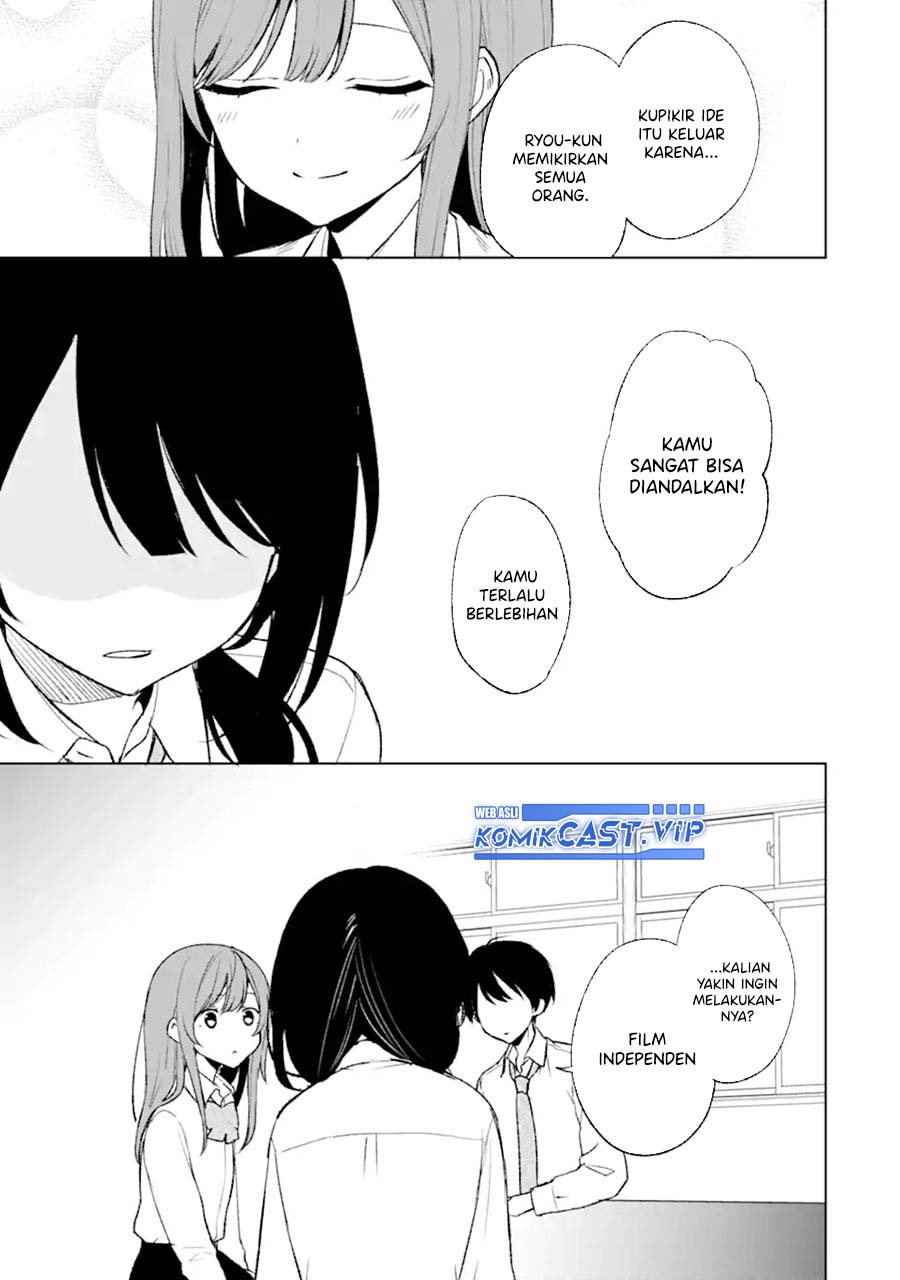 KUPIKIR IDE
ITU KELUAR
KARENA...
RYOU-KUN
MEMIKIRKAN
SEMUA
ORANG.
KAMU
SANGAT BISA
DIANDALKAN!
KAMU
TERLALU
BERLEBIHAN
WEB ASLI
KOMIKCAST.VIP
...KALIAN
YAKIN INGIN
MELAKUKAN-
NYA?
FILM
INDEPENDEN